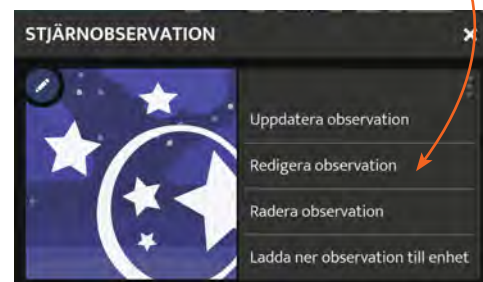 STJÄRNOBSERVATION
Uppdatera observation
Redigera observation
Radera observation
Ladda ner observation till enhet